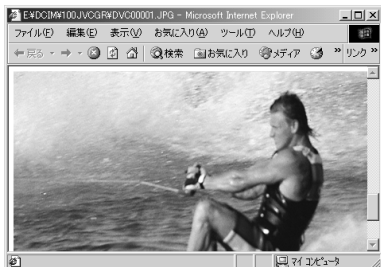 E:¥DCIM¥100JVCGR¥DVC00001.JPG - Microsoft Internet Explorer
ファイル(F) 編集(E) 表示(V) お気に入り(A) ツール(T) ヘルプ(H)
戻る 検索 お気に入り メディア » リンク »
マイ コンピュータ